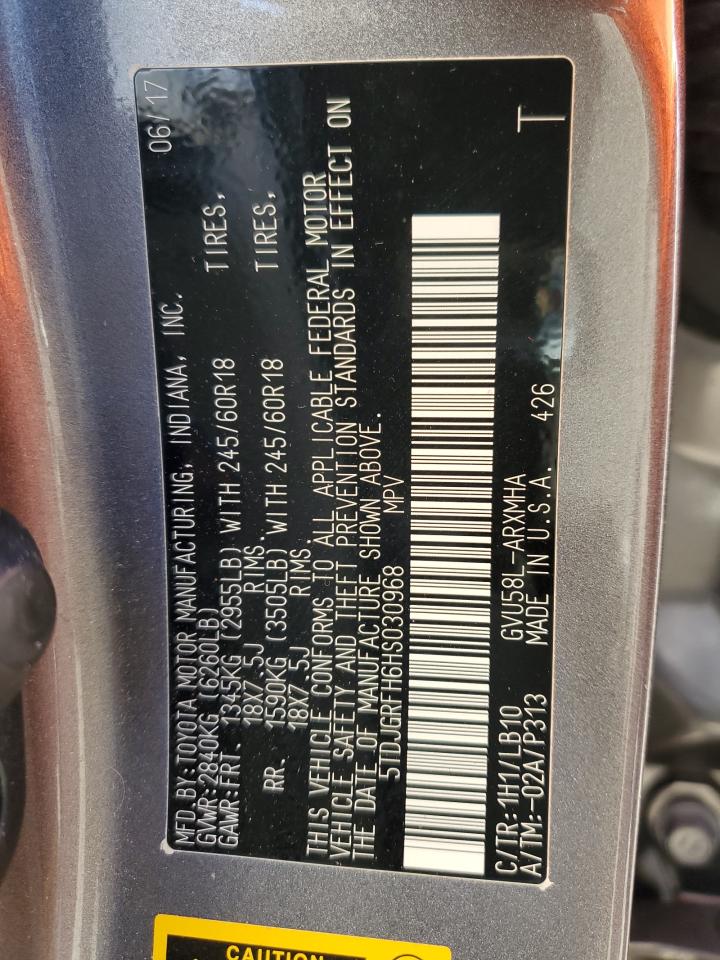 MFD.BY:TOYOTA MOTOR MANUFACTURING, INDIANA, INC. 06/17
GVWR:2840KG (6260LB)
GAWR:FRT. 1345KG (2955LB) WITH 245/60R18 TIRES,
18X7.5J RIMS.
RR. 1590KG (3505LB) WITH 245/60R18 TIRES,
18X7.5J RIMS.
THIS VEHICLE CONFORMS TO ALL APPLICABLE FEDERAL MOTOR
VEHICLE SAFETY AND THEFT PREVENTION STANDARDS IN EFFECT ON
THE DATE OF MANUFACTURE SHOWN ABOVE.
5TDJGRFH6HS030968 MPV
C/TR:1H1/LB10 GVU58L-ARXMHA
A/TM:-02A/P313 MADE IN U.S.A. 426 T
CAUTION